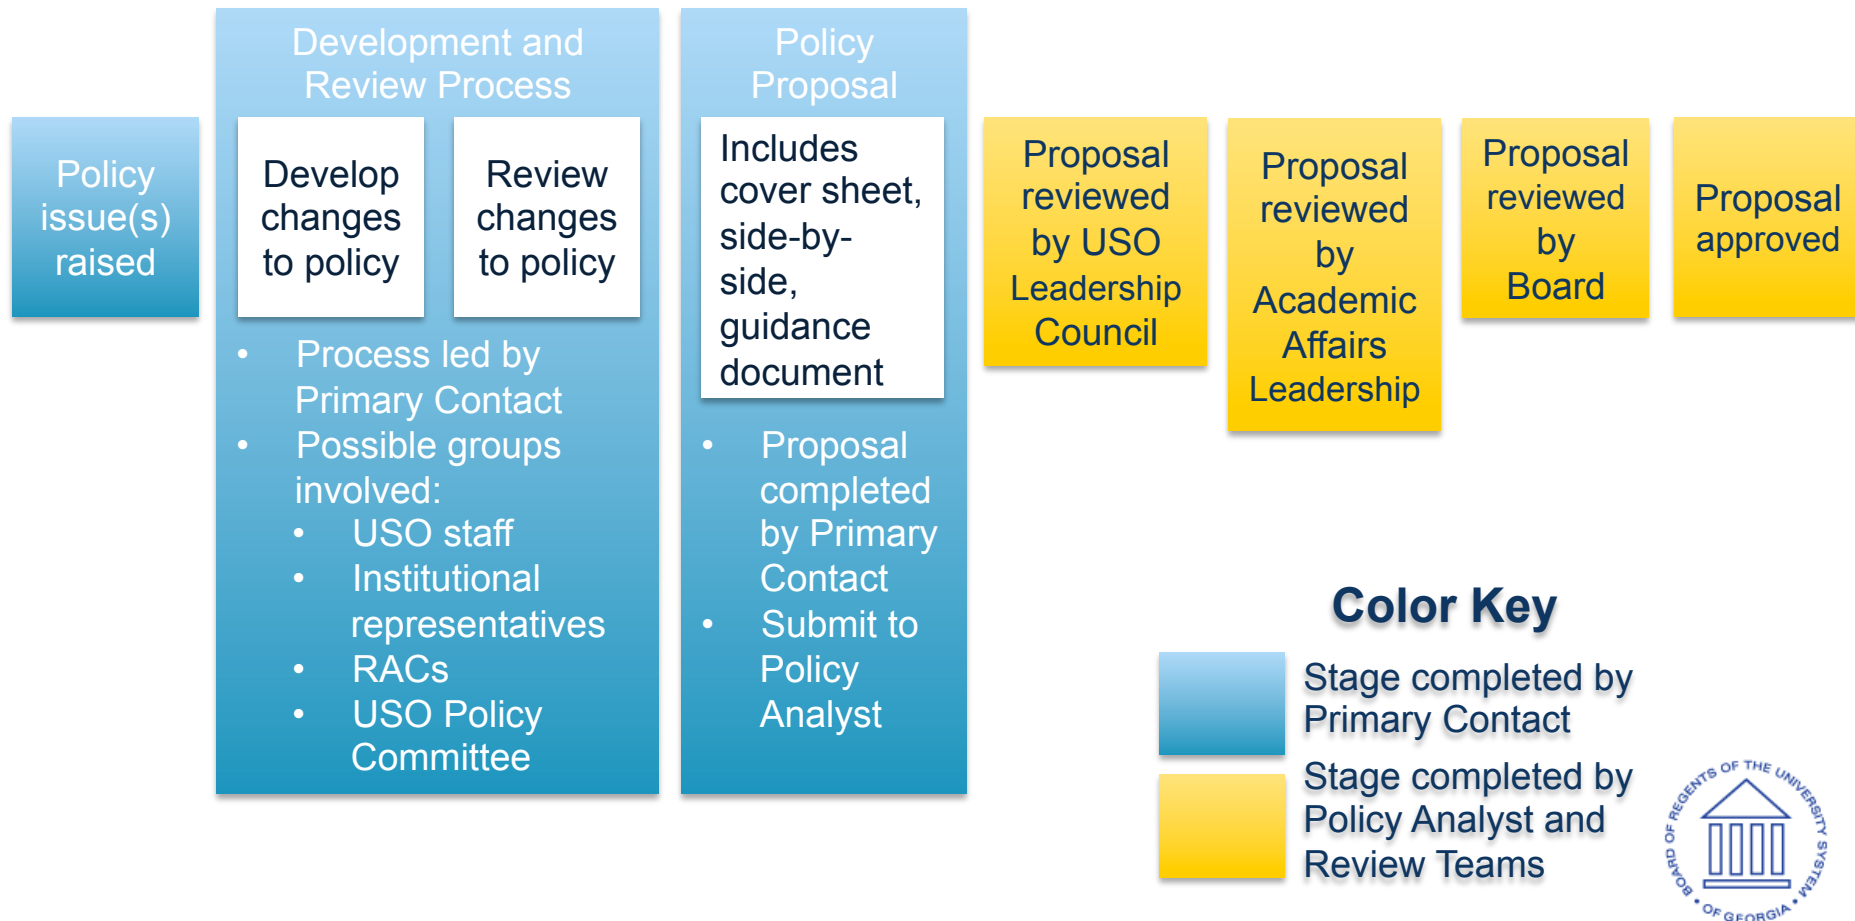 Policy
issue(s)
raised
Development and
Review Process
Develop
changes
to policy
Review
changes
to policy
• Process led by
Primary Contact
• Possible groups
involved:
• USO staff
• Institutional
representatives
• RACs
• USO Policy
Committee
Policy
Proposal
Includes
cover sheet,
side-by-
side,
guidance
document
• Proposal
completed
by Primary
Contact
• Submit to
Policy
Analyst
Proposal
reviewed
by USO
Leadership
Council
Proposal
reviewed
by
Academic
Affairs
Leadership
Proposal
reviewed
by
Board
Proposal
approved
Color Key
Stage completed by
Primary Contact
Stage completed by
Policy Analyst and
Review Teams
BOARD OF REGENTS OF THE UNIVERSITY SYSTEM
• OF GEORGIA •